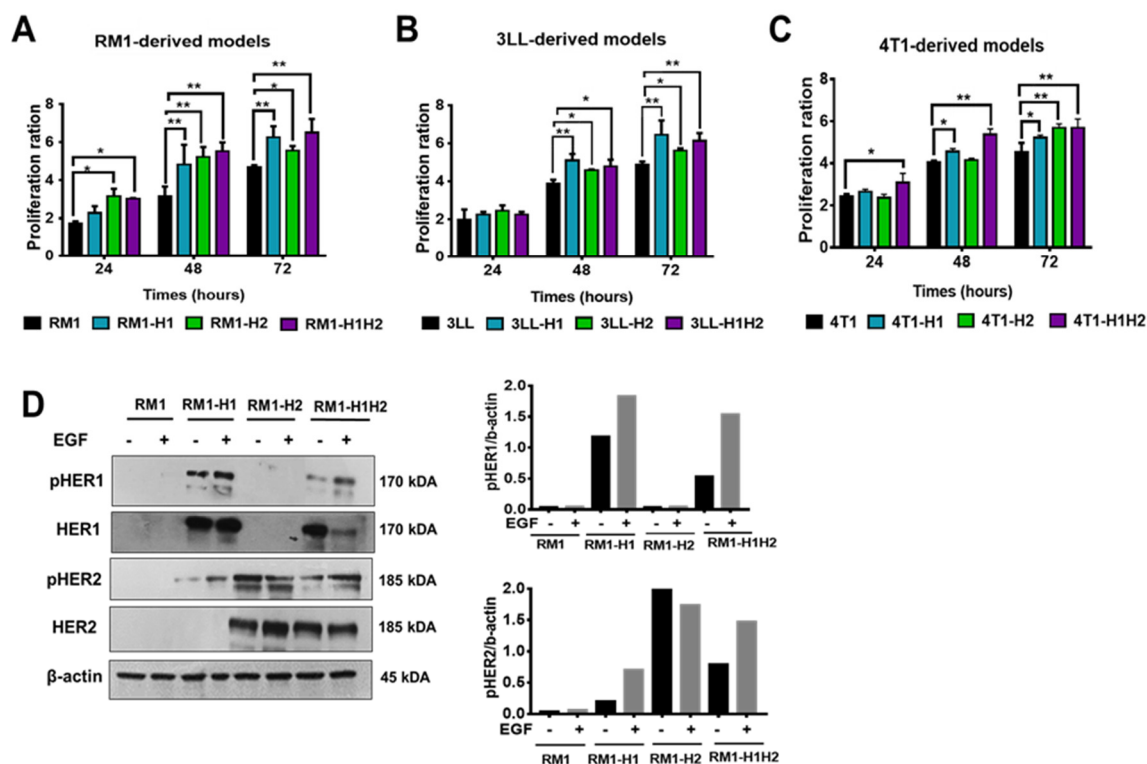 A
RM1-derived models
Proliferation ration
8
6
4
2
0
* * ** ** ** ** * **
24 48 72
Times (hours)
RM1 RM1-H1 RM1-H2 RM1-H1H2
B
3LL-derived models
Proliferation ration
8
6
4
2
0
** * * ** * **
24 48 72
Times (hours)
3LL 3LL-H1 3LL-H2 3LL-H1H2
C
4T1-derived models
Proliferation ration
8
6
4
2
0
* * ** * ** **
24 48 72
Times (hours)
4T1 4T1-H1 4T1-H2 4T1-H1H2
D
RM1 RM1-H1 RM1-H2 RM1-H1H2
EGF - + - + - + - +
pHER1 170 kDA
HER1 170 kDA
pHER2 185 kDA
HER2 185 kDA
β-actin 45 kDA
pHER1/b-actin
2.0
1.5
1.0
0.5
0.0
EGF - + - + - + - +
RM1 RM1-H1 RM1-H2 RM1-H1H2
pHER2/b-actin
2.0
1.5
1.0
0.5
0.0
EGF - + - + - + - +
RM1 RM1-H1 RM1-H2 RM1-H1H2